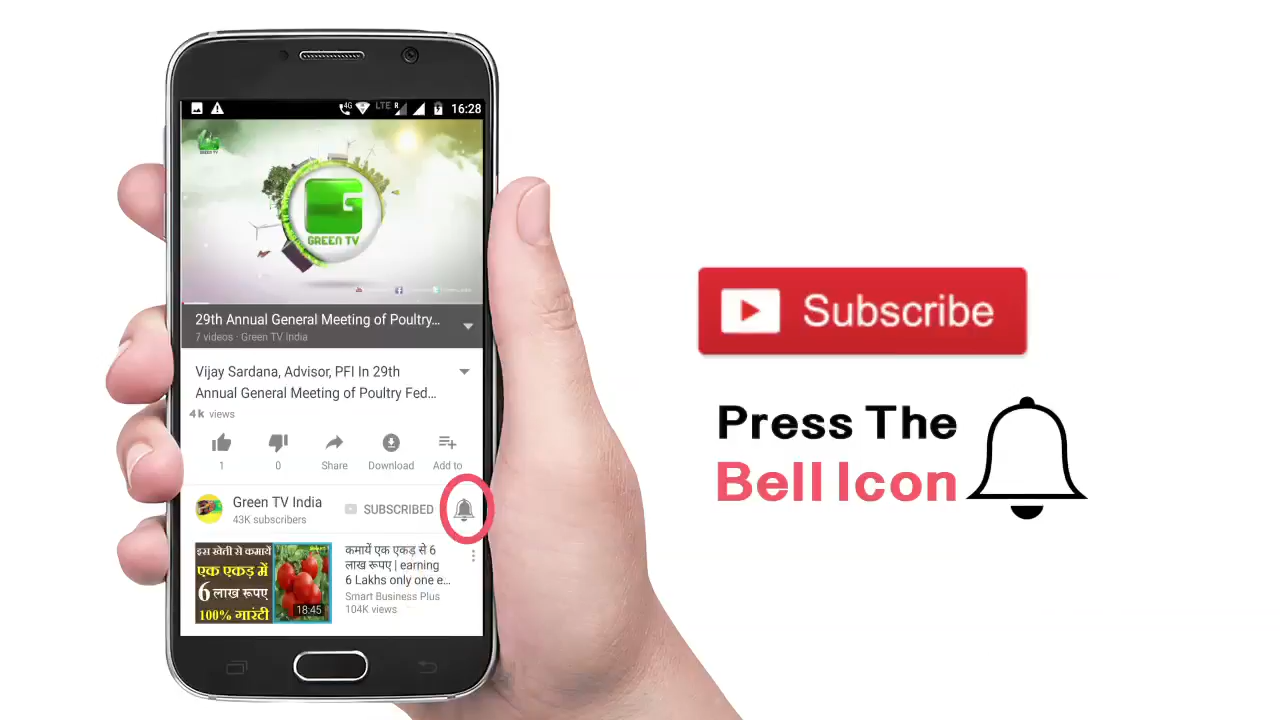 4G LTE R 16:28
GREEN TV
GREEN TV
29th Annual General Meeting of Poultry...
7 videos · Green TV India
Vijay Sardana, Advisor, PFI In 29th
Annual General Meeting of Poultry Fed...
4k views
1 0 Share Download Add to
Green TV India SUBSCRIBED
43K subscribers
इस खेती से कमायें
एक एकड़ में
6 लाख रूपए
100% गारंटी
18:45
कमायें एक एकड़ से 6
लाख रूपए | earning
6 Lakhs only one e...
Smart Business Plus
104K views
Subscribe
Press The
Bell Icon